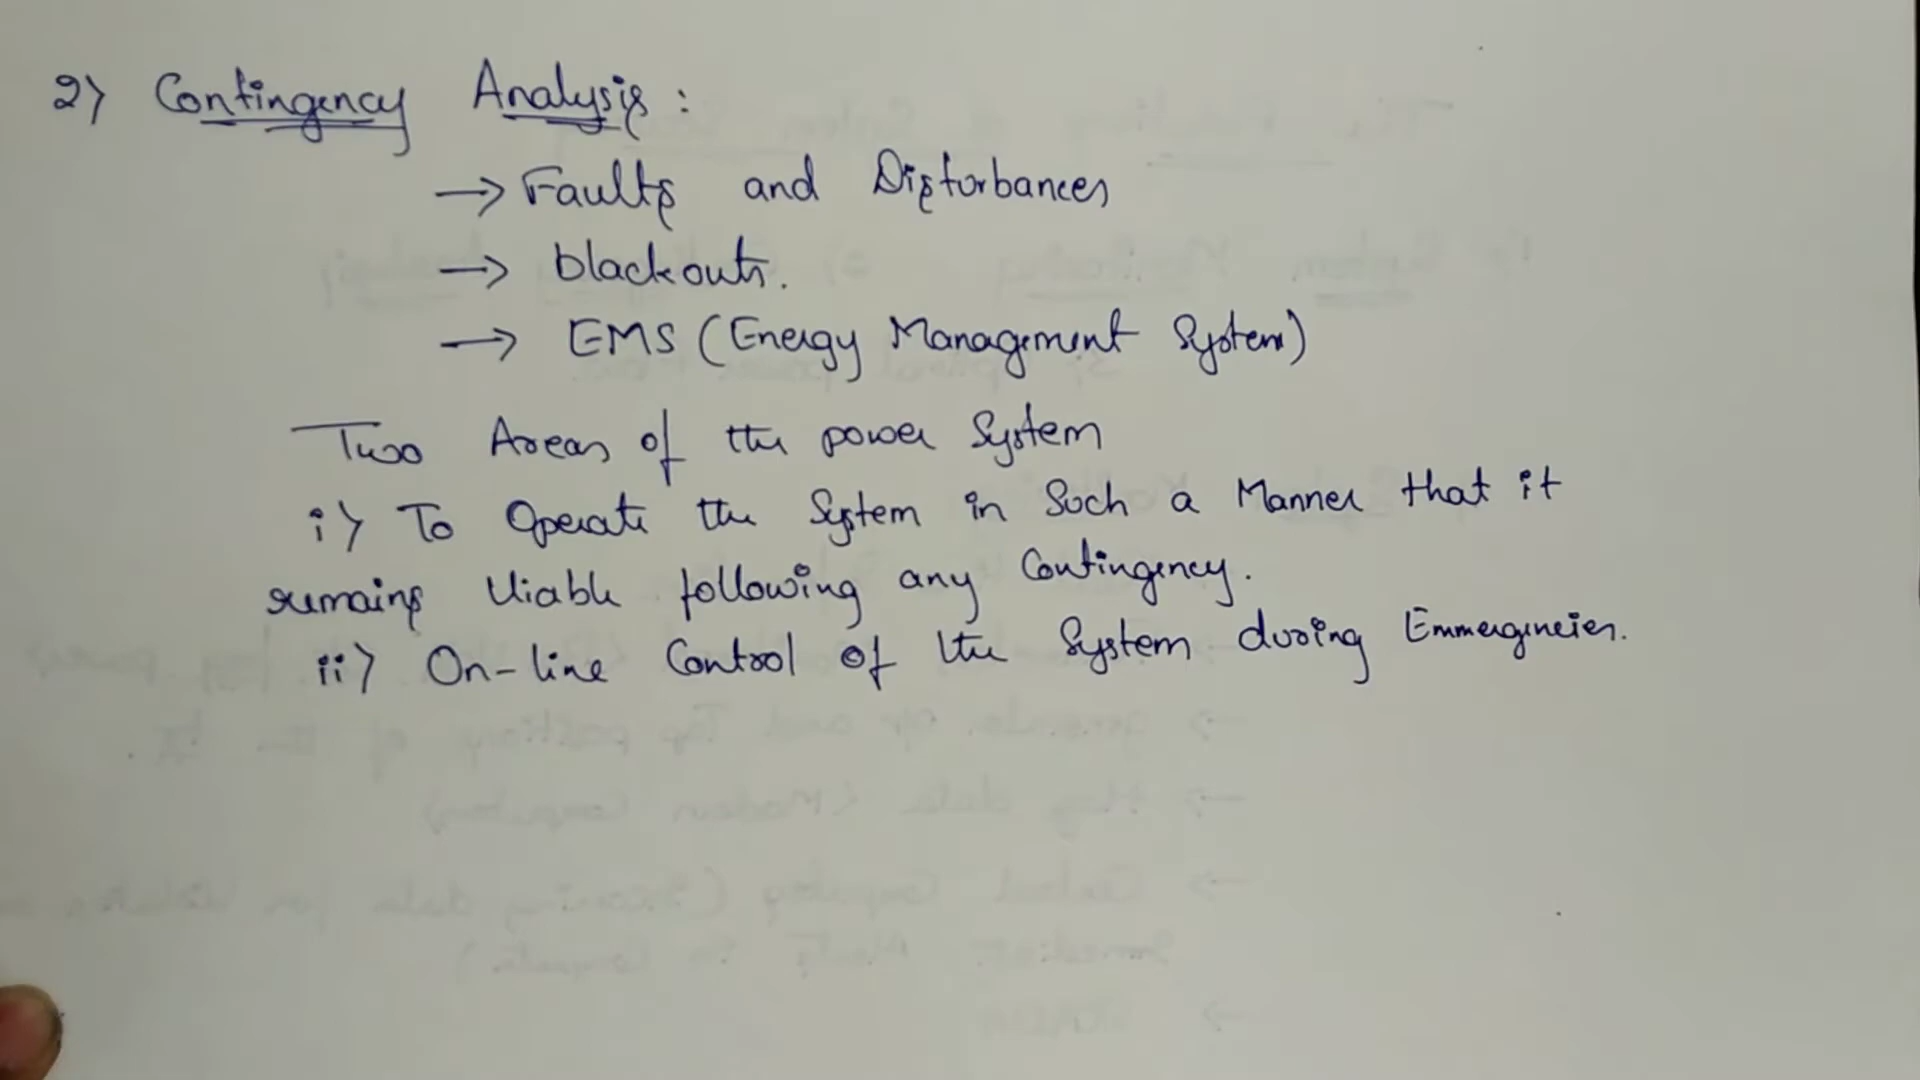 2) Contingency Analysis :
→ Faults and Disturbances
→ blackouts.
→ EMS (Energy Management System)
Two Areas of the power System
i) To Operate the System in Such a Manner that it
remains Viable following any Contingency.
ii) On-line Control of the System during Emmergencies.